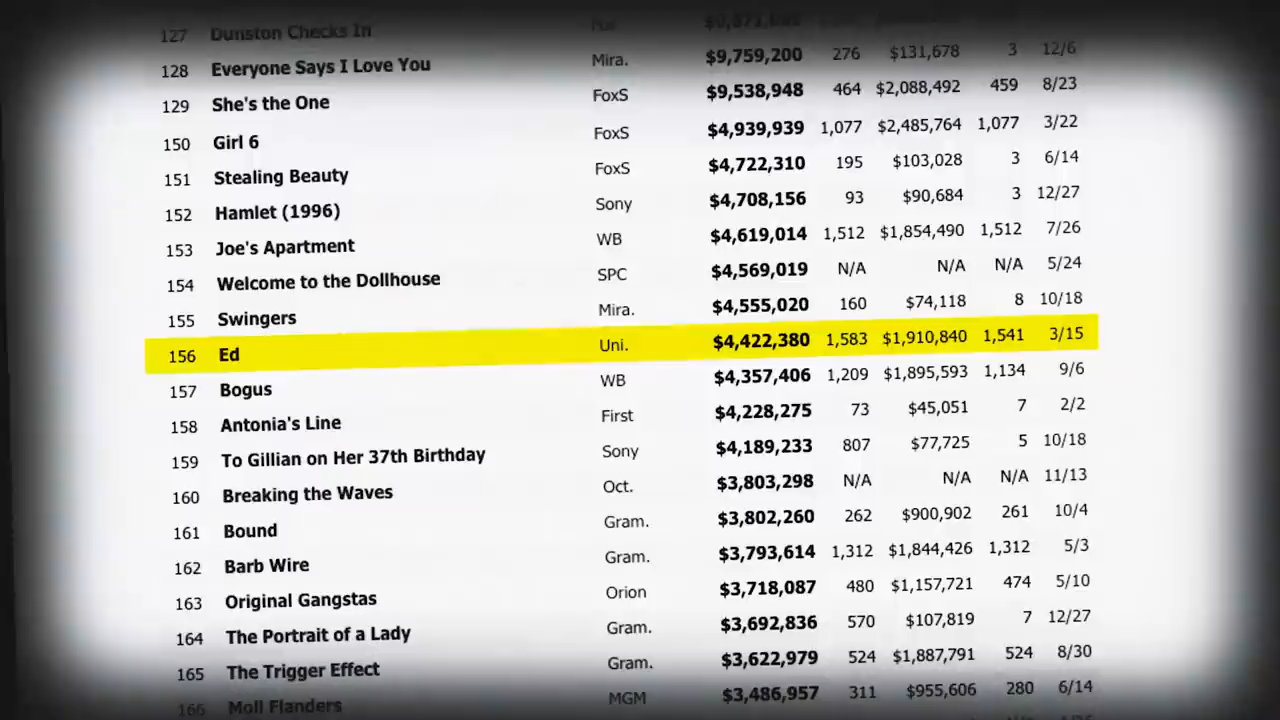 127 Dunston Checks In
128 Everyone Says I Love You Mira. $9,759,200 276 $131,678 3 12/6
129 She's the One FoxS $9,538,948 464 $2,088,492 459 8/23
150 Girl 6 FoxS $4,939,939 1,077 $2,485,764 1,077 3/22
151 Stealing Beauty FoxS $4,722,310 195 $103,028 3 6/14
152 Hamlet (1996) Sony $4,708,156 93 $90,684 3 12/27
153 Joe's Apartment WB $4,619,014 1,512 $1,854,490 1,512 7/26
154 Welcome to the Dollhouse SPC $4,569,019 N/A N/A N/A 5/24
155 Swingers Mira. $4,555,020 160 $74,118 8 10/18
156 Ed Uni. $4,422,380 1,583 $1,910,840 1,541 3/15
157 Bogus WB $4,357,406 1,209 $1,895,593 1,134 9/6
158 Antonia's Line First $4,228,275 73 $45,051 7 2/2
159 To Gillian on Her 37th Birthday Sony $4,189,233 807 $77,725 5 10/18
160 Breaking the Waves Oct. $3,803,298 N/A N/A N/A 11/13
161 Bound Gram. $3,802,260 262 $900,902 261 10/4
162 Barb Wire Gram. $3,793,614 1,312 $1,844,426 1,312 5/3
163 Original Gangstas Orion $3,718,087 480 $1,157,721 474 5/10
164 The Portrait of a Lady Gram. $3,692,836 570 $107,819 7 12/27
165 The Trigger Effect Gram. $3,622,979 524 $1,887,791 524 8/30
166 Moll Flanders MGM $3,486,957 311 $955,606 280 6/14